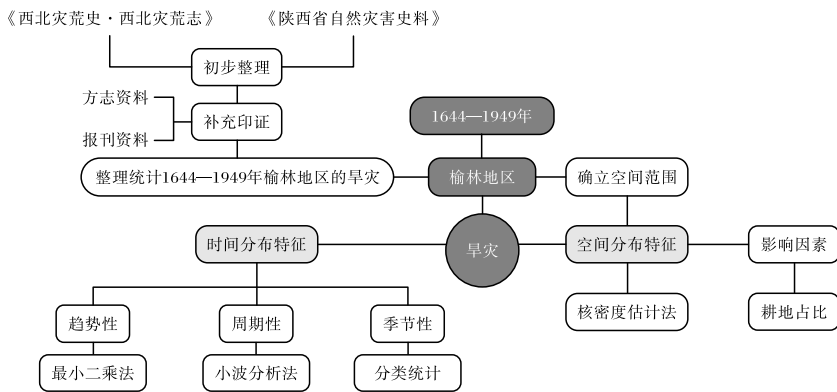 《西北灾荒史·西北灾荒志》
《陕西省自然灾害史料》
初步整理
方志资料
补充印证
报刊资料
1644—1949年
整理统计1644—1949年榆林地区的旱灾
榆林地区
确立空间范围
时间分布特征
旱灾
空间分布特征
影响因素
趋势性
周期性
季节性
核密度估计法
耕地占比
最小二乘法
小波分析法
分类统计